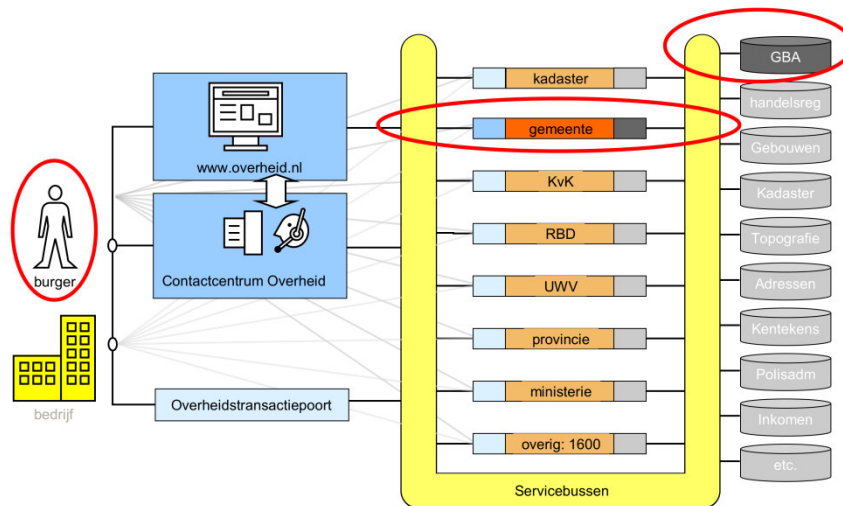 www.overheid.nl
Contactcentrum Overheid
burger
bedrijf
Overheidstransactiepoort
kadaster
gemeente
KvK
RBD
UWV
provincie
ministerie
overig: 1600
Servicebussen
GBA
handelsreg
Gebouwen
Kadaster
Topografie
Adressen
Kentekens
Polisadm
Inkomen
etc.